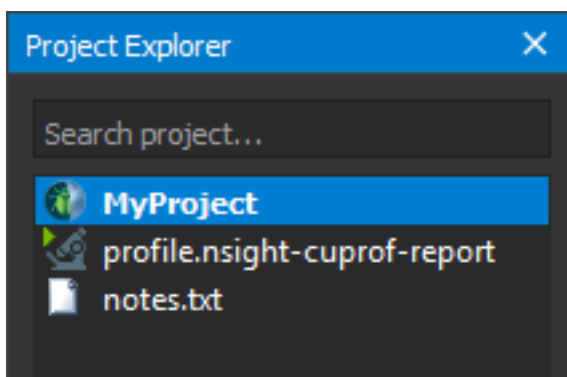 Project Explorer
Search project...
MyProject
profile.nsight-cuprof-report
notes.txt